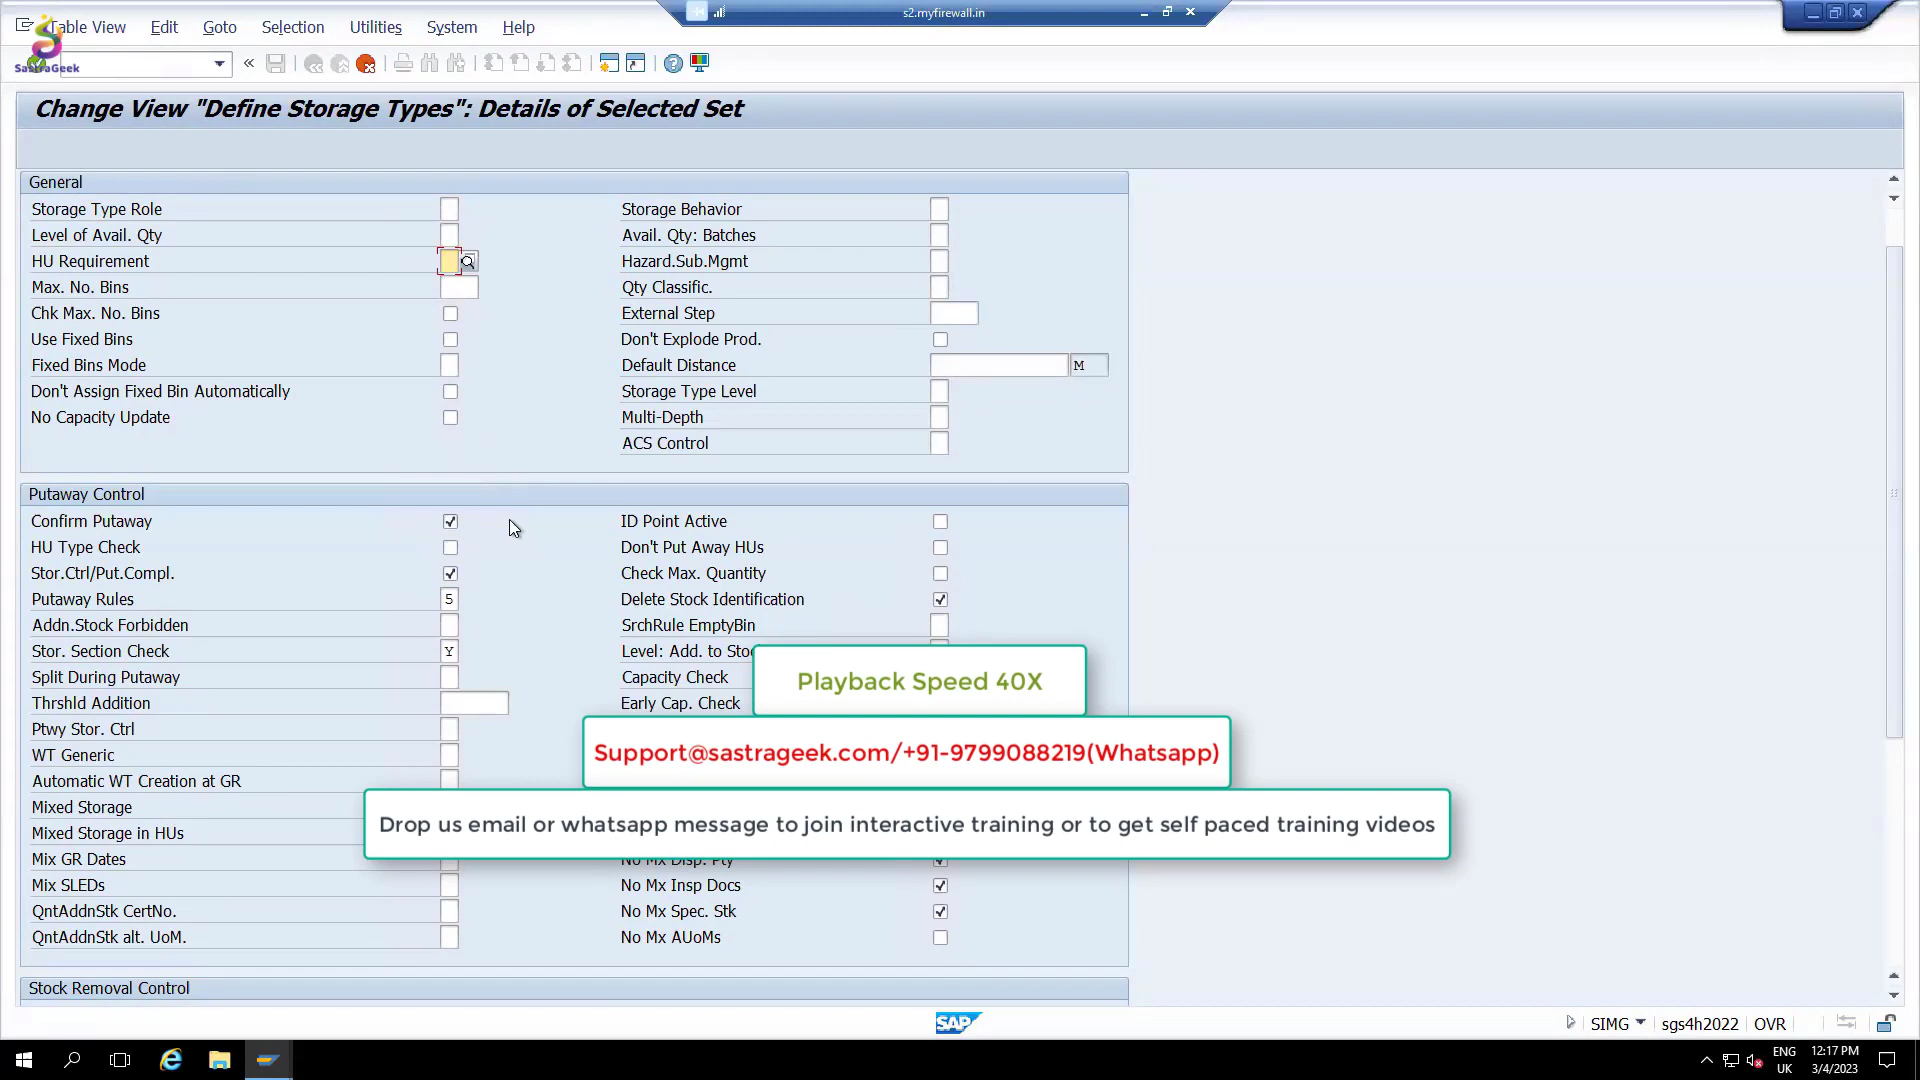 s2.myfirewall.in
Table View Edit Goto Selection Utilities System Help
SastraGeek
Change View "Define Storage Types": Details of Selected Set
General
Storage Type Role Storage Behavior
Level of Avail. Qty Avail. Qty: Batches
HU Requirement Hazard.Sub.Mgmt
Max. No. Bins Qty Classific.
Chk Max. No. Bins External Step
Use Fixed Bins Don't Explode Prod.
Fixed Bins Mode Default Distance M
Don't Assign Fixed Bin Automatically Storage Type Level
No Capacity Update Multi-Depth
ACS Control
Putaway Control
Confirm Putaway ID Point Active
HU Type Check Don't Put Away HUs
Stor.Ctrl/Put.Compl. Check Max. Quantity
Putaway Rules 5 Delete Stock Identification
Addn.Stock Forbidden SrchRule EmptyBin
Stor. Section Check Y Level: Add. to
Split During Putaway Capacity Check
Thrshld Addition Early Cap. Check
Playback Speed 40X
Ptwy Stor. Ctrl
WT Generic
Support@sastrageek.com/+91-9799088219(Whatsapp)
Automatic WT Creation at GR
Mixed Storage
Mixed Storage in HUs
Drop us email or whatsapp message to join interactive training or to get self paced training videos
Mix GR Dates No Mx Disp. Pty
Mix SLEDs No Mx Insp Docs
QntAddnStk CertNo. No Mx Spec. Stk
QntAddnStk alt. UoM. No Mx AUoMs
Stock Removal Control
SAP
SIMG sgs4h2022 OVR
ENG 12:17 PM
UK 3/4/2023